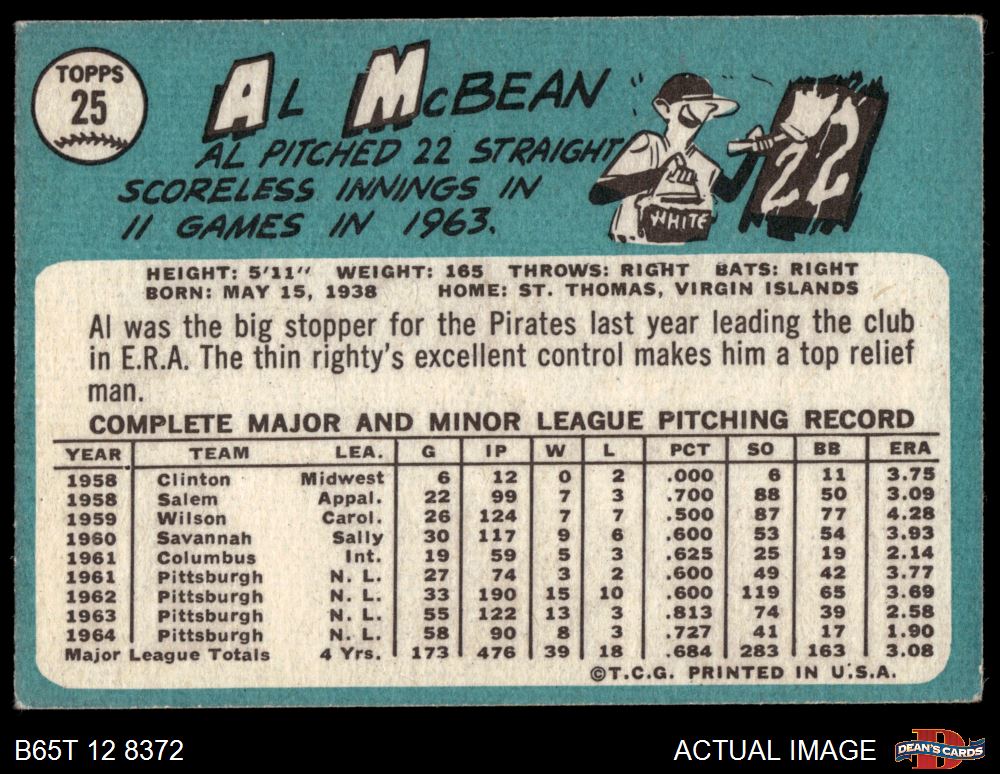 TOPPS
25
AL McBEAN
AL PITCHED 22 STRAIGHT
SCORELESS INNINGS IN
11 GAMES IN 1963.
WHITE
22
HEIGHT: 5'11" WEIGHT: 165 THROWS: RIGHT BATS: RIGHT
BORN: MAY 15, 1938 HOME: ST. THOMAS, VIRGIN ISLANDS
Al was the big stopper for the Pirates last year leading the club
in E.R.A. The thin righty's excellent control makes him a top relief
man.
COMPLETE MAJOR AND MINOR LEAGUE PITCHING RECORD
YEAR TEAM LEA. G IP W L PCT SO BB ERA
1958 Clinton Midwest 6 12 0 2 .000 6 11 3.75
1958 Salem Appal. 22 99 7 3 .700 88 50 3.09
1959 Wilson Carol. 26 124 7 7 .500 87 77 4.28
1960 Savannah Sally 30 117 9 6 .600 53 54 3.93
1961 Columbus Int. 19 59 5 3 .625 25 19 2.14
1961 Pittsburgh N. L. 27 74 3 2 .600 49 42 3.77
1962 Pittsburgh N. L. 33 190 15 10 .600 119 65 3.69
1963 Pittsburgh N. L. 55 122 13 3 .813 74 39 2.58
1964 Pittsburgh N. L. 58 90 8 3 .727 41 17 1.90
Major League Totals 4 Yrs. 173 476 39 18 .684 283 163 3.08
©T.C.G. PRINTED IN U.S.A.
B65T 12 8372
ACTUAL IMAGE
D
DEAN'S CARDS